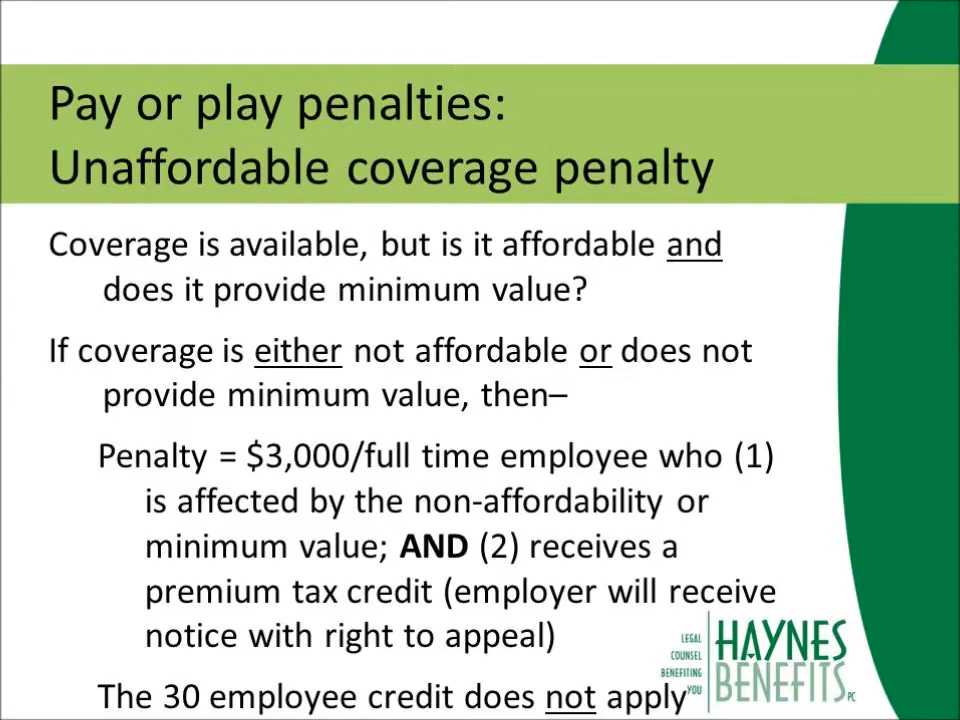 Pay or play penalties:
Unaffordable coverage penalty
Coverage is available, but is it affordable and
does it provide minimum value?
If coverage is either not affordable or does not
provide minimum value, then–
Penalty = $3,000/full time employee who (1)
is affected by the non-affordability or
minimum value; AND (2) receives a
premium tax credit (employer will receive
notice with right to appeal)
The 30 employee credit does not apply
LEGAL
COUNSEL
BENEFITING
YOU
HAYNES
BENEFITS PC